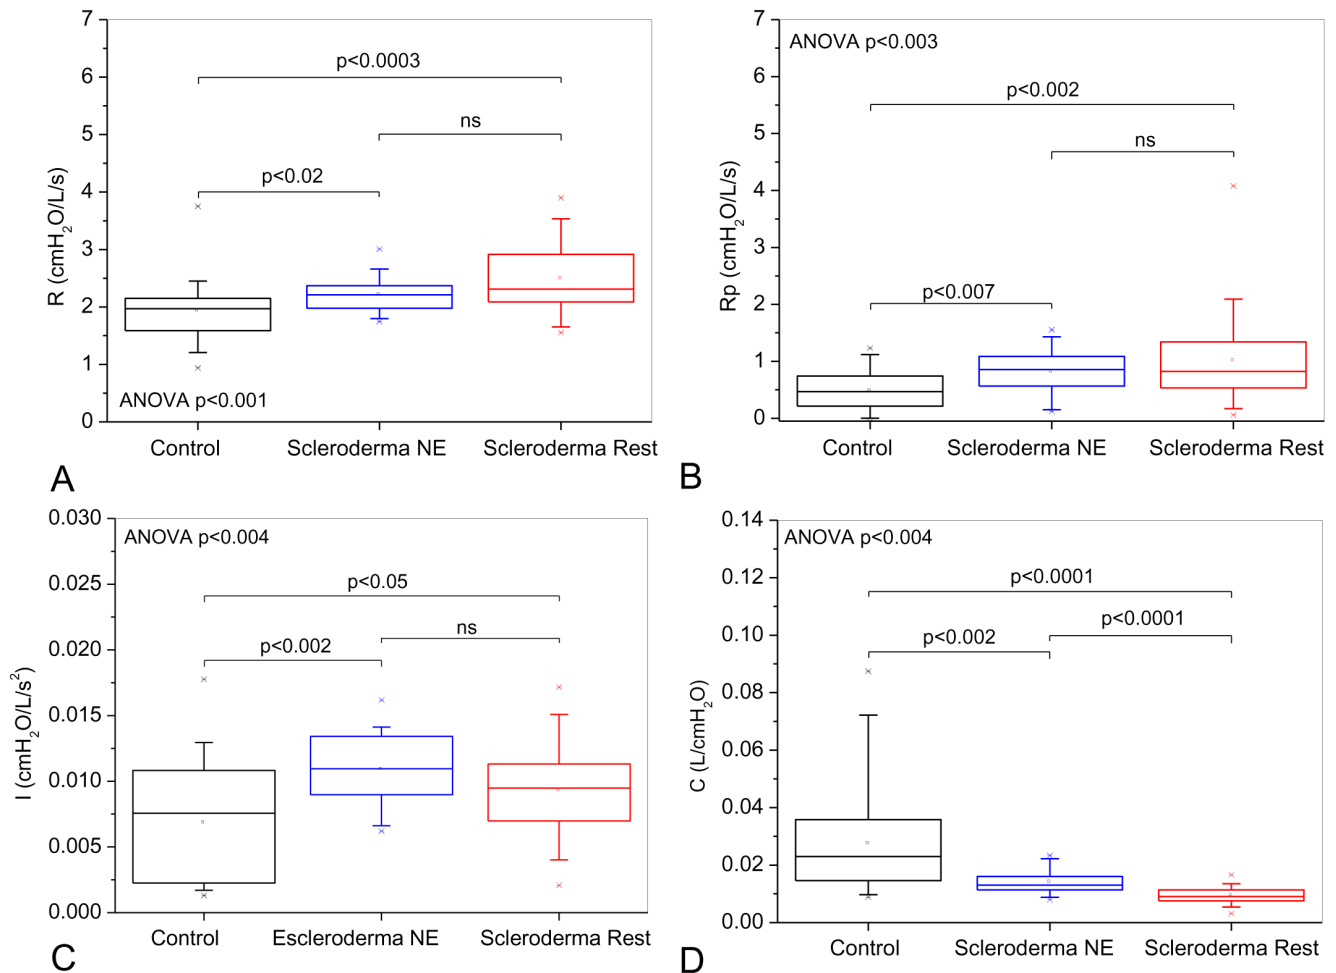 7
6
5
4
3
2
1
0
R (cmH2O/L/s)
p<0.0003
ns
p<0.02
ANOVA p<0.001
Control
Scleroderma NE
Scleroderma Rest
A
7
6
5
4
3
2
1
0
Rp (cmH2O/L/s)
ANOVA p<0.003
p<0.002
ns
p<0.007
Control
Scleroderma NE
Scleroderma Rest
B
0.030
0.025
0.020
0.015
0.010
0.005
0.000
I (cmH2O/L/s2)
ANOVA p<0.004
p<0.05
ns
p<0.002
Control
Escleroderma NE
Scleroderma Rest
C
0.14
0.12
0.10
0.08
0.06
0.04
0.02
0.00
C (L/cmH2O)
ANOVA p<0.004
p<0.0001
p<0.0001
p<0.002
Control
Scleroderma NE
Scleroderma Rest
D